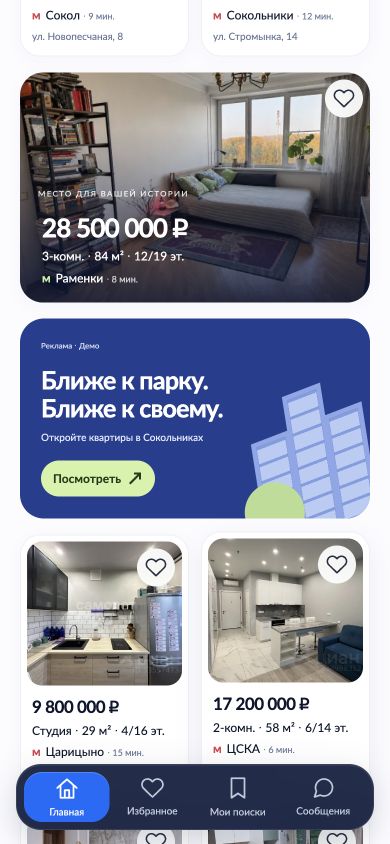 м Сокол · 9 мин.
ул. Новопесчаная, 8
м Сокольники · 12 мин.
ул. Стромынка, 14
МЕСТО ДЛЯ ВАШЕЙ ИСТОРИИ
28 500 000 ₽
3-комн. · 84 м² · 12/19 эт.
м Раменки · 8 мин.
Реклама · Демо
Ближе к парку.
Ближе к своему.
Откройте квартиры в Сокольниках
Посмотреть
9 800 000 ₽
Студия · 29 м² · 4/16 эт.
м Царицыно · 15 мин.
17 200 000 ₽
2-комн. · 58 м² · 6/14 эт.
м ЦСКА · 6 мин.
Главная
Избранное
Мои поиски
Сообщения